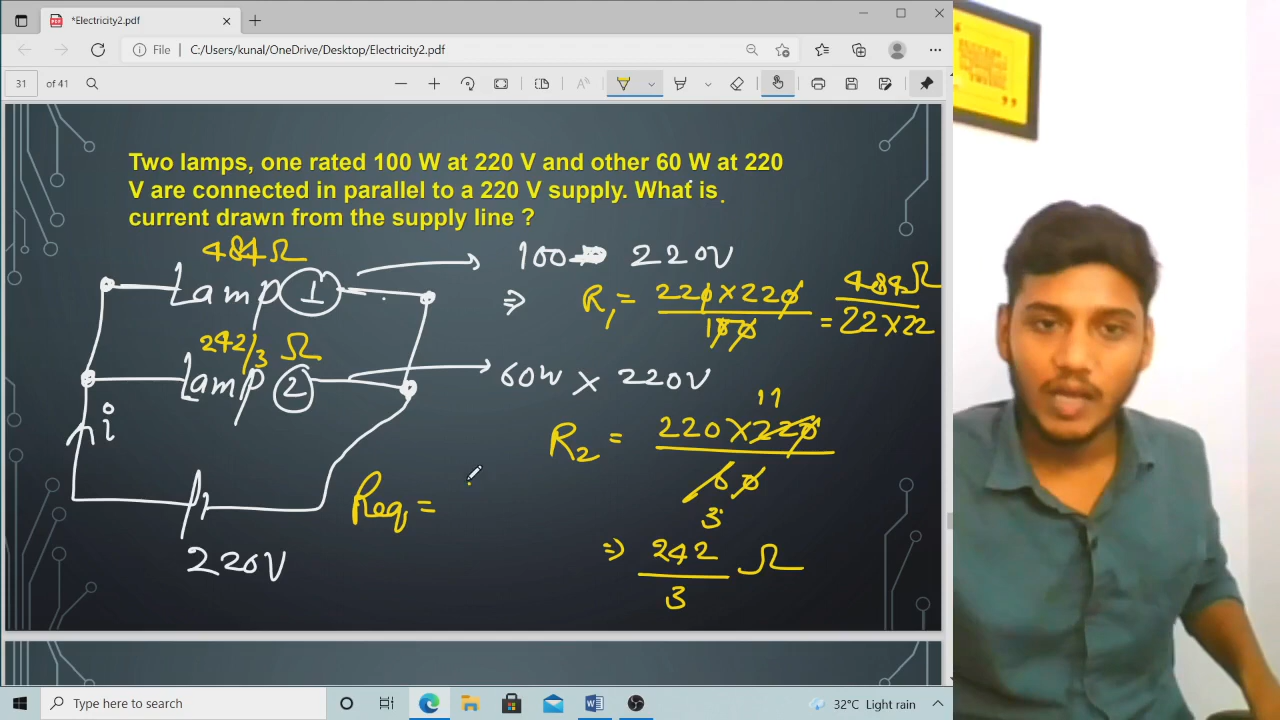 *Electricity2.pdf
File
C:/Users/kunal/OneDrive/Desktop/Electricity2.pdf
31 of 41
Two lamps, one rated 100 W at 220 V and other 60 W at 220
V are connected in parallel to a 220 V supply. What is
current drawn from the supply line ?
484Ω
Lamp 1
100 220V
⇒ R1 = 220×220 / 100 = 484Ω / 22×22
242/3 Ω
Lamp 2
60W × 220V
i
11
R2 = 220×220 / 60
3
Req =
220V
⇒ 242/3 Ω
Type here to search
32°C Light rain